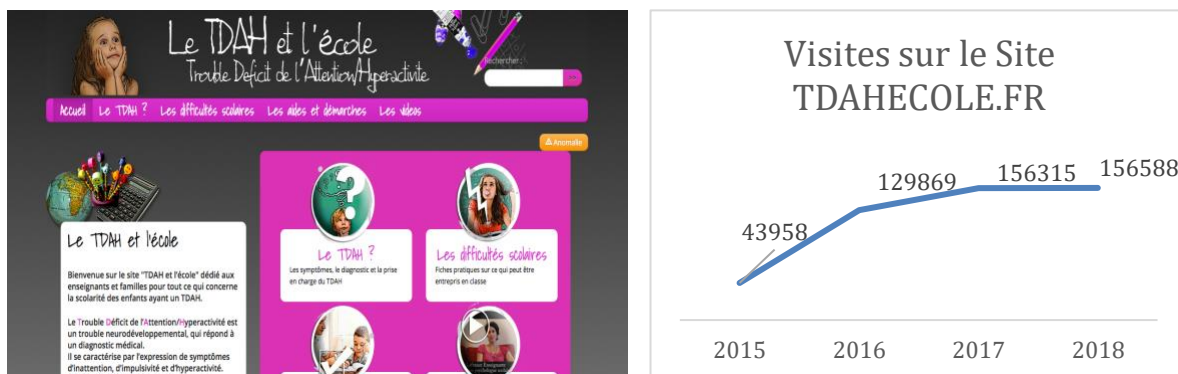 Le TDAH et l'école
Trouble Deficit de l'Attention/Hyperactivite
Rechercher :
Accueil Le TDAH ? Les difficultés scolaires Les aides et démarches Les vidéos
Anomalie
Le TDAH et l'école
Bienvenue sur le site "TDAH et l'école" dédié aux
enseignants et familles pour tout ce qui concerne
la scolarité des enfants ayant un TDAH.
Le Trouble Déficit de l'Attention/Hyperactivité est
un trouble neurodéveloppemental, qui répond à
un diagnostic médical.
Il se caractérise par l'expression de symptômes
d'inattention, d'impulsivité et d'hyperactivité.
Le TDAH ?
Les symptômes, le diagnostic et la prise
en charge du TDAH
Les difficultés scolaires
Fiches pratiques sur ce qui peut être
entrepris en classe
Visites sur le Site
TDAHECOLE.FR
43958
129869
156315
156588
2015 2016 2017 2018